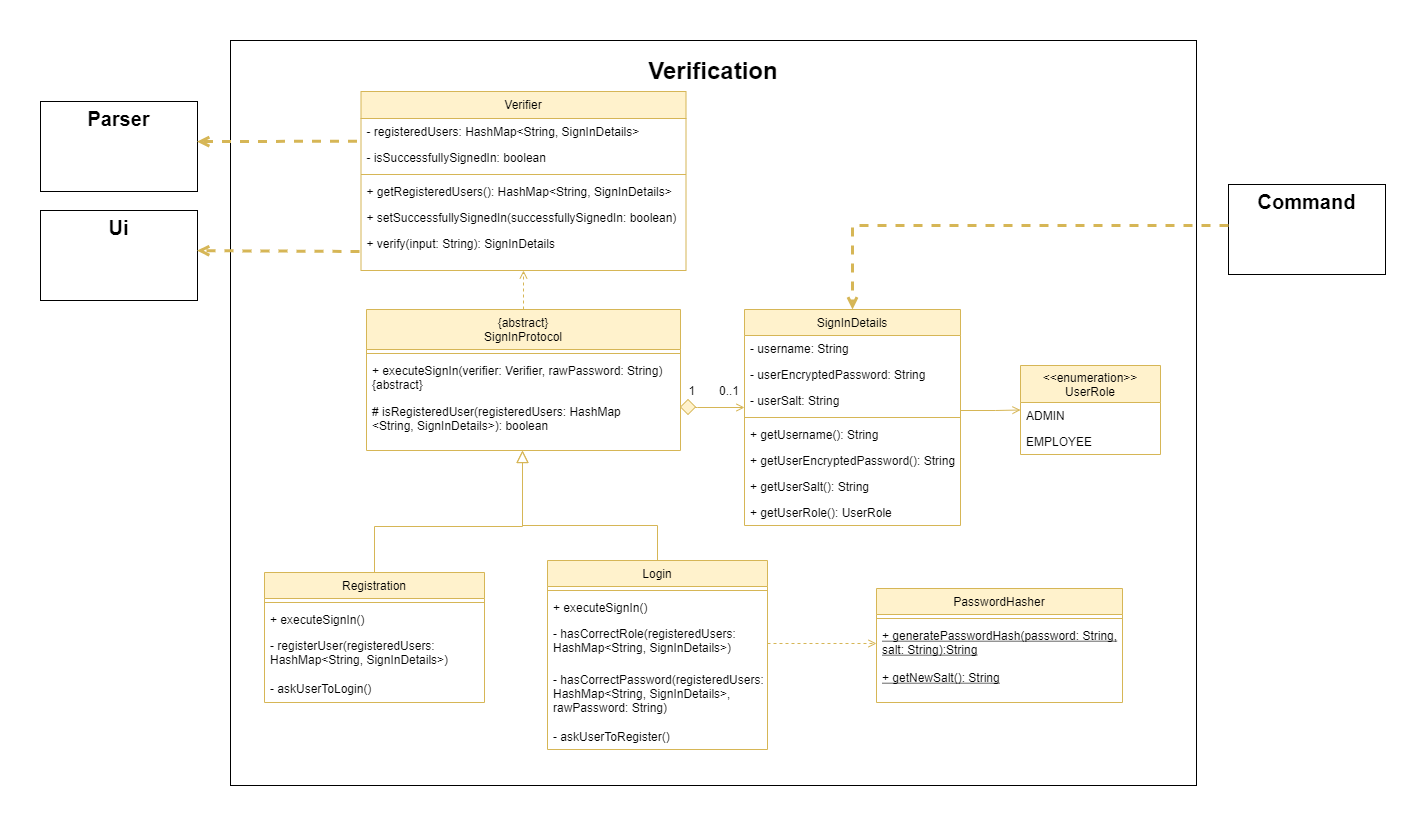 Verification
Parser
Ui
Command
Verifier
- registeredUsers: HashMap<String, SignInDetails>
- isSuccessfullySignedIn: boolean
+ getRegisteredUsers(): HashMap<String, SignInDetails>
+ setSuccessfullySignedIn(successfullySignedIn: boolean)
+ verify(input: String): SignInDetails
{abstract}
SignInProtocol
+ executeSignIn(verifier: Verifier, rawPassword: String)
{abstract}
# isRegisteredUser(registeredUsers: HashMap
<String, SignInDetails>): boolean
1
0..1
SignInDetails
- username: String
- userEncryptedPassword: String
- userSalt: String
+ getUsername(): String
+ getUserEncryptedPassword(): String
+ getUserSalt(): String
+ getUserRole(): UserRole
<<enumeration>>
UserRole
ADMIN
EMPLOYEE
Registration
+ executeSignIn()
- registerUser(registeredUsers:
HashMap<String, SignInDetails>)
- askUserToLogin()
Login
+ executeSignIn()
- hasCorrectRole(registeredUsers:
HashMap<String, SignInDetails>)
- hasCorrectPassword(registeredUsers:
HashMap<String, SignInDetails>,
rawPassword: String)
- askUserToRegister()
PasswordHasher
+ generatePasswordHash(password: String,
salt: String):String
+ getNewSalt(): String